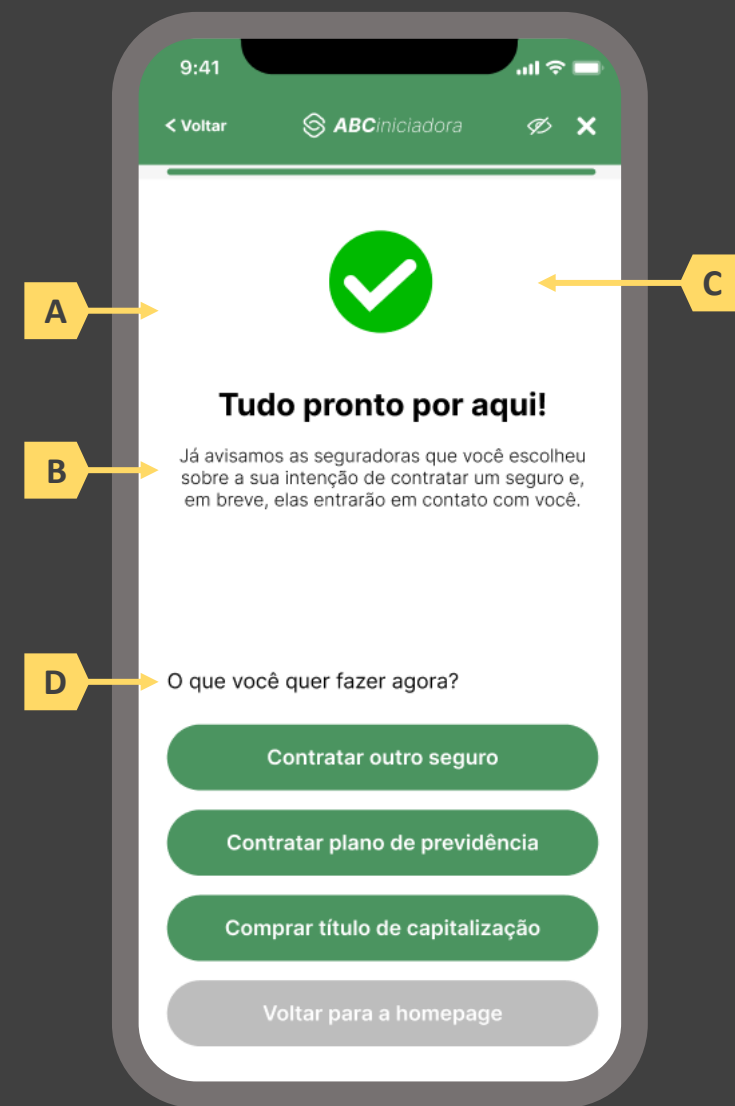 9:41
< Voltar
ABCiniciadora
C
A
Tudo pronto por aqui!
B
Já avisamos as seguradoras que você escolheu
sobre a sua intenção de contratar um seguro e,
em breve, elas entrarão em contato com você.
D
O que você quer fazer agora?
Contratar outro seguro
Contratar plano de previdência
Comprar título de capitalização
Voltar para a homepage